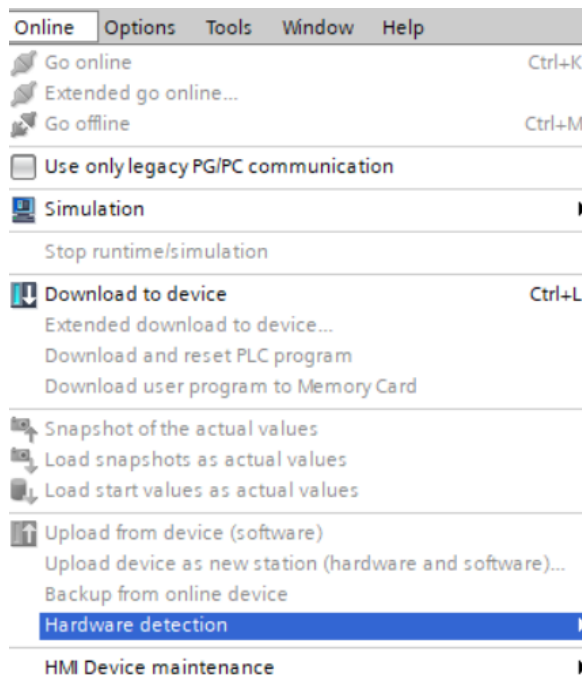 Online Options Tools Window Help
Go online Ctrl+K
Extended go online...
Go offline Ctrl+M
Use only legacy PG/PC communication
Simulation
Stop runtime/simulation
Download to device Ctrl+L
Extended download to device...
Download and reset PLC program
Download user program to Memory Card
Snapshot of the actual values
Load snapshots as actual values
Load start values as actual values
Upload from device (software)
Upload device as new station (hardware and software)...
Backup from online device
Hardware detection
HMI Device maintenance